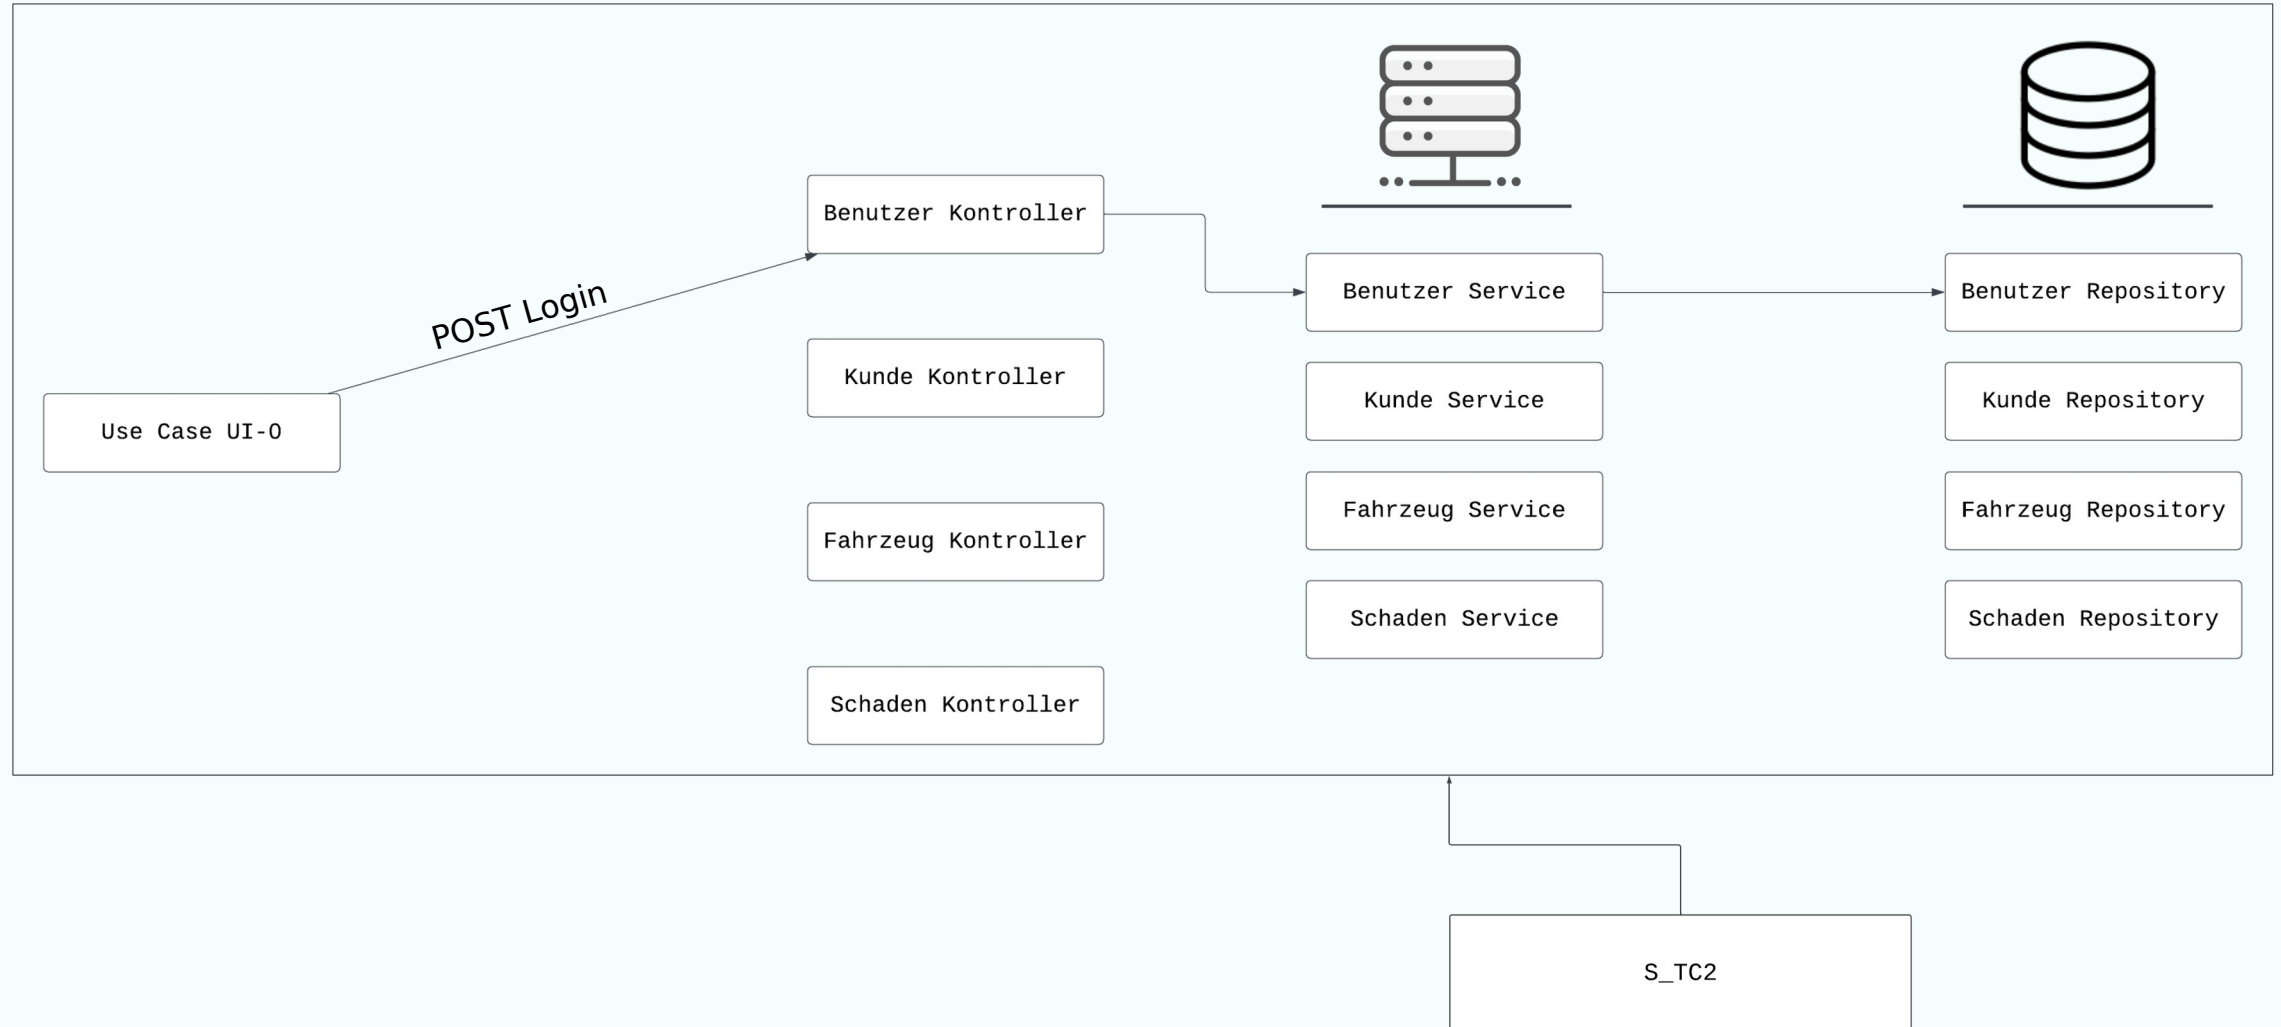 Benutzer Kontroller
POST Login
Benutzer Service
Benutzer Repository
Kunde Kontroller
Kunde Service
Kunde Repository
Use Case UI-O
Fahrzeug Kontroller
Fahrzeug Service
Fahrzeug Repository
Schaden Service
Schaden Repository
Schaden Kontroller
S_TC2